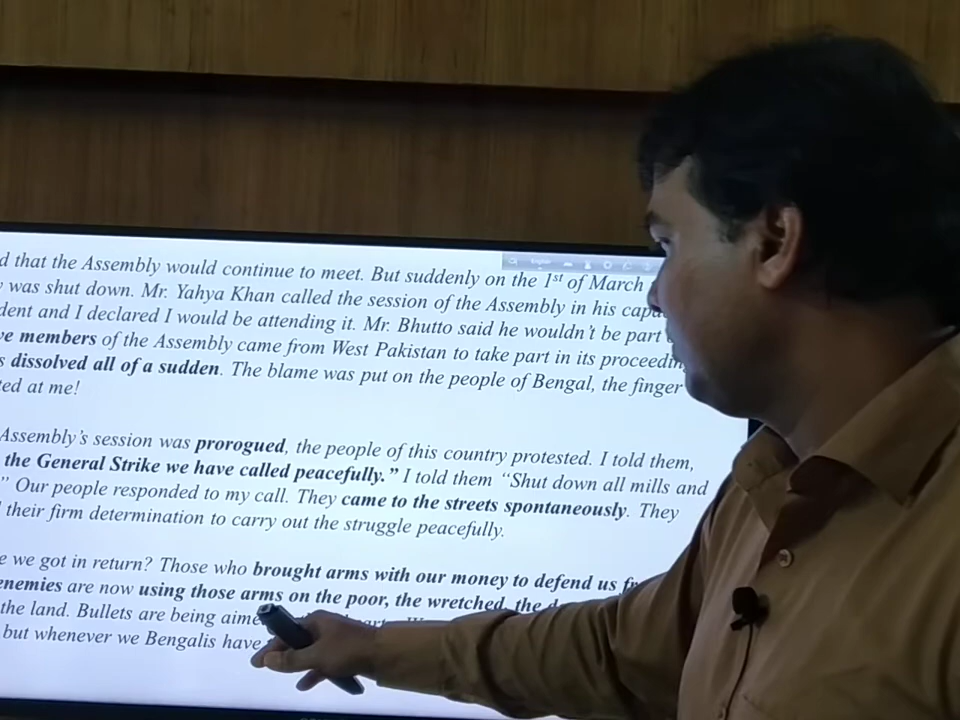 d that the Assembly would continue to meet. But suddenly on the 1st of March
was shut down. Mr. Yahya Khan called the session of the Assembly in his capa
dent and I declared I would be attending it. Mr. Bhutto said he wouldn't be part
ve members of the Assembly came from West Pakistan to take part in its proceedin
s dissolved all of a sudden. The blame was put on the people of Bengal, the finger
ted at me!
Assembly's session was prorogued, the people of this country protested. I told them,
the General Strike we have called peacefully." I told them "Shut down all mills and
" Our people responded to my call. They came to the streets spontaneously. They
their firm determination to carry out the struggle peacefully.
e we got in return? Those who brought arms with our money to defend us fr
enemies are now using those arms on the poor, the wretched, the d
the land. Bullets are being aime
but whenever we Bengalis have